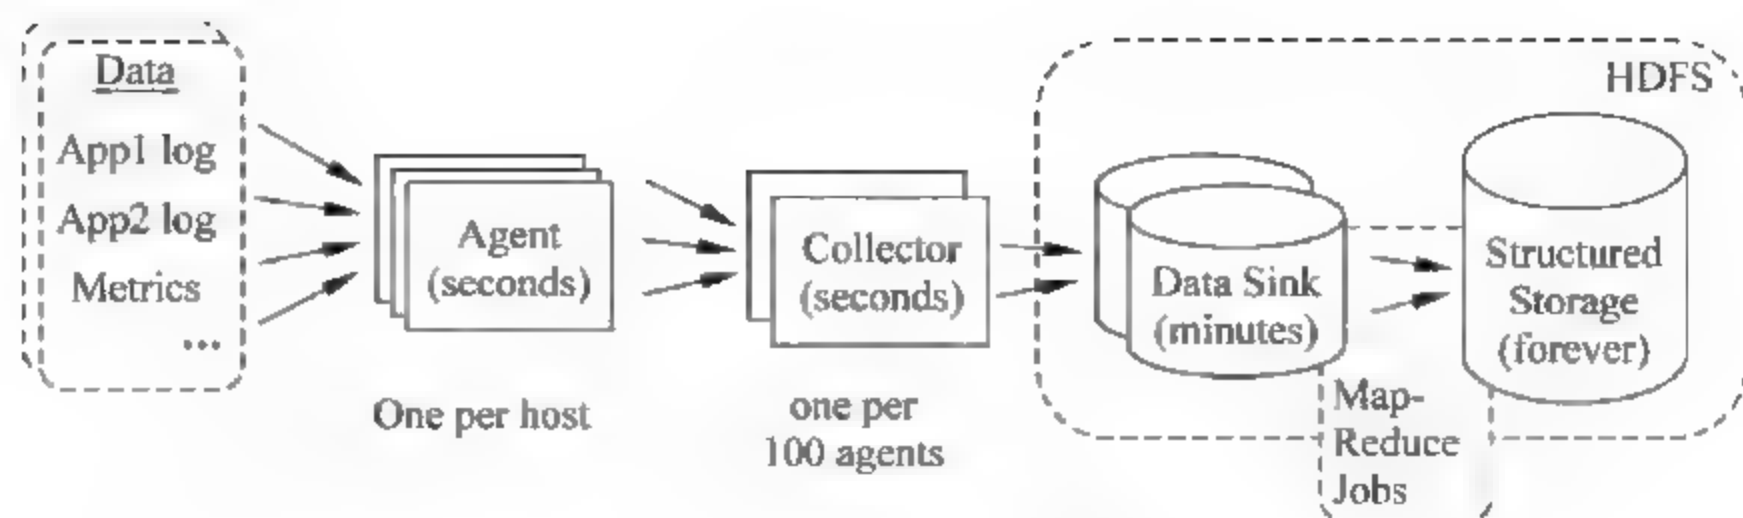 Data
App1 log
App2 log
Metrics
...
Agent
(seconds)
One per host
Collector
(seconds)
one per
100 agents
HDFS
Data Sink
(minutes)
Structured
Storage
(forever)
Map-
Reduce
Jobs